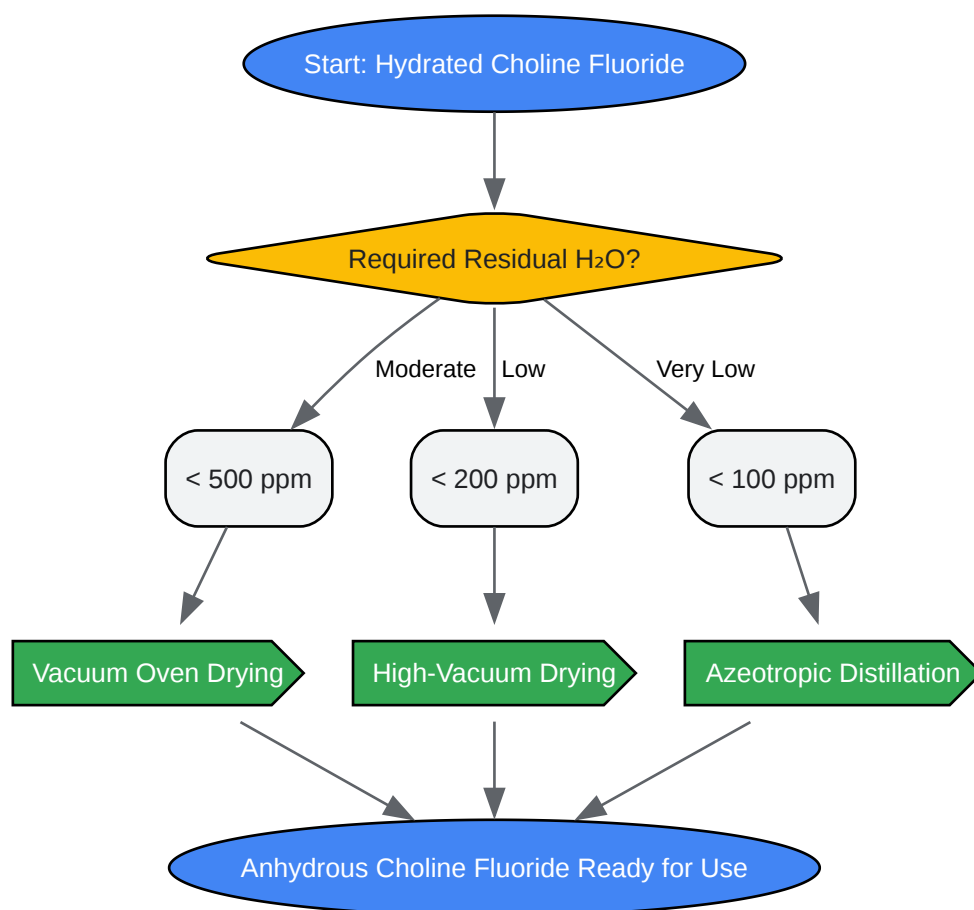 Start: Hydrated Choline Fluoride
Required Residual H₂O?
Moderate
Low
Very Low
< 500 ppm
< 200 ppm
< 100 ppm
Vacuum Oven Drying
High-Vacuum Drying
Azeotropic Distillation
Anhydrous Choline Fluoride Ready for Use